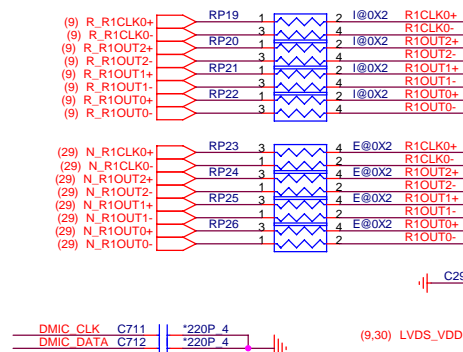 (9) R_R1CLK0+ RP19 1 2 I@0X2 R1CLK0+
(9) R_R1CLK0- 3 4 R1CLK0-
(9) R_R1OUT2+ RP20 1 2 I@0X2 R1OUT2+
(9) R_R1OUT2- 3 4 R1OUT2-
(9) R_R1OUT1+ RP21 1 2 I@0X2 R1OUT1+
(9) R_R1OUT1- 3 4 R1OUT1-
(9) R_R1OUT0+ RP22 1 2 I@0X2 R1OUT0+
(9) R_R1OUT0- 3 4 R1OUT0-
(29) N_R1CLK0+ RP23 3 4 E@0X2 R1CLK0+
(29) N_R1CLK0- 1 2 R1CLK0-
(29) N_R1OUT2+ RP24 3 4 E@0X2 R1OUT2+
(29) N_R1OUT2- 1 2 R1OUT2-
(29) N_R1OUT1+ RP25 3 4 E@0X2 R1OUT1+
(29) N_R1OUT1- 1 2 R1OUT1-
(29) N_R1OUT0+ RP26 3 4 E@0X2 R1OUT0+
(29) N_R1OUT0- 1 2 R1OUT0-
C29
DMIC_CLK C711 *220P_4
DMIC_DATA C712 *220P_4
(9,30) LVDS_VDD